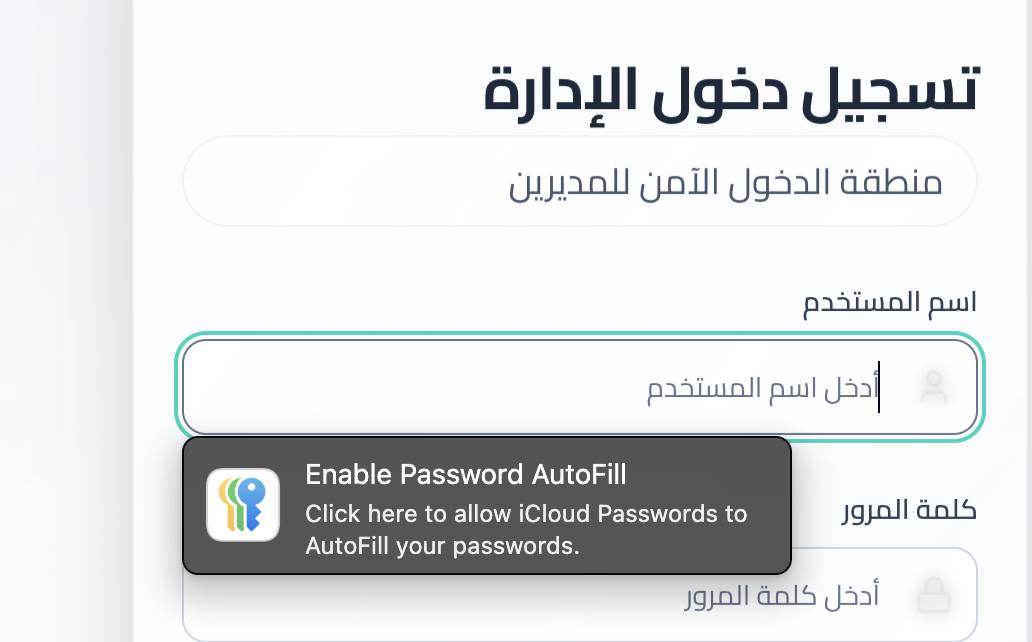 تسجيل دخول الإدارة
منطقة الدخول الآمن للمديرين
اسم المستخدم
أدخل اسم المستخدم
Enable Password AutoFill
Click here to allow iCloud Passwords to
AutoFill your passwords.
كلمة المرور
أدخل كلمة المرور